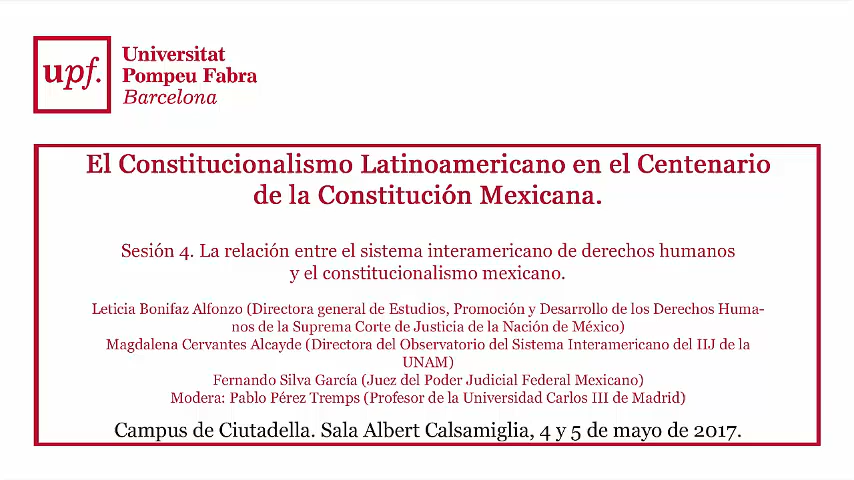 upf.
Universitat
Pompeu Fabra
Barcelona
El Constitucionalismo Latinoamericano en el Centenario
de la Constitución Mexicana.
Sesión 4. La relación entre el sistema interamericano de derechos humanos
y el constitucionalismo mexicano.
Leticia Bonifaz Alfonzo (Directora general de Estudios, Promoción y Desarrollo de los Derechos Huma-
nos de la Suprema Corte de Justicia de la Nación de México)
Magdalena Cervantes Alcayde (Directora del Observatorio del Sistema Interamericano del IIJ de la
UNAM)
Fernando Silva García (Juez del Poder Judicial Federal Mexicano)
Modera: Pablo Pérez Tremps (Profesor de la Universidad Carlos III de Madrid)
Campus de Ciutadella. Sala Albert Calsamiglia, 4 y 5 de mayo de 2017.